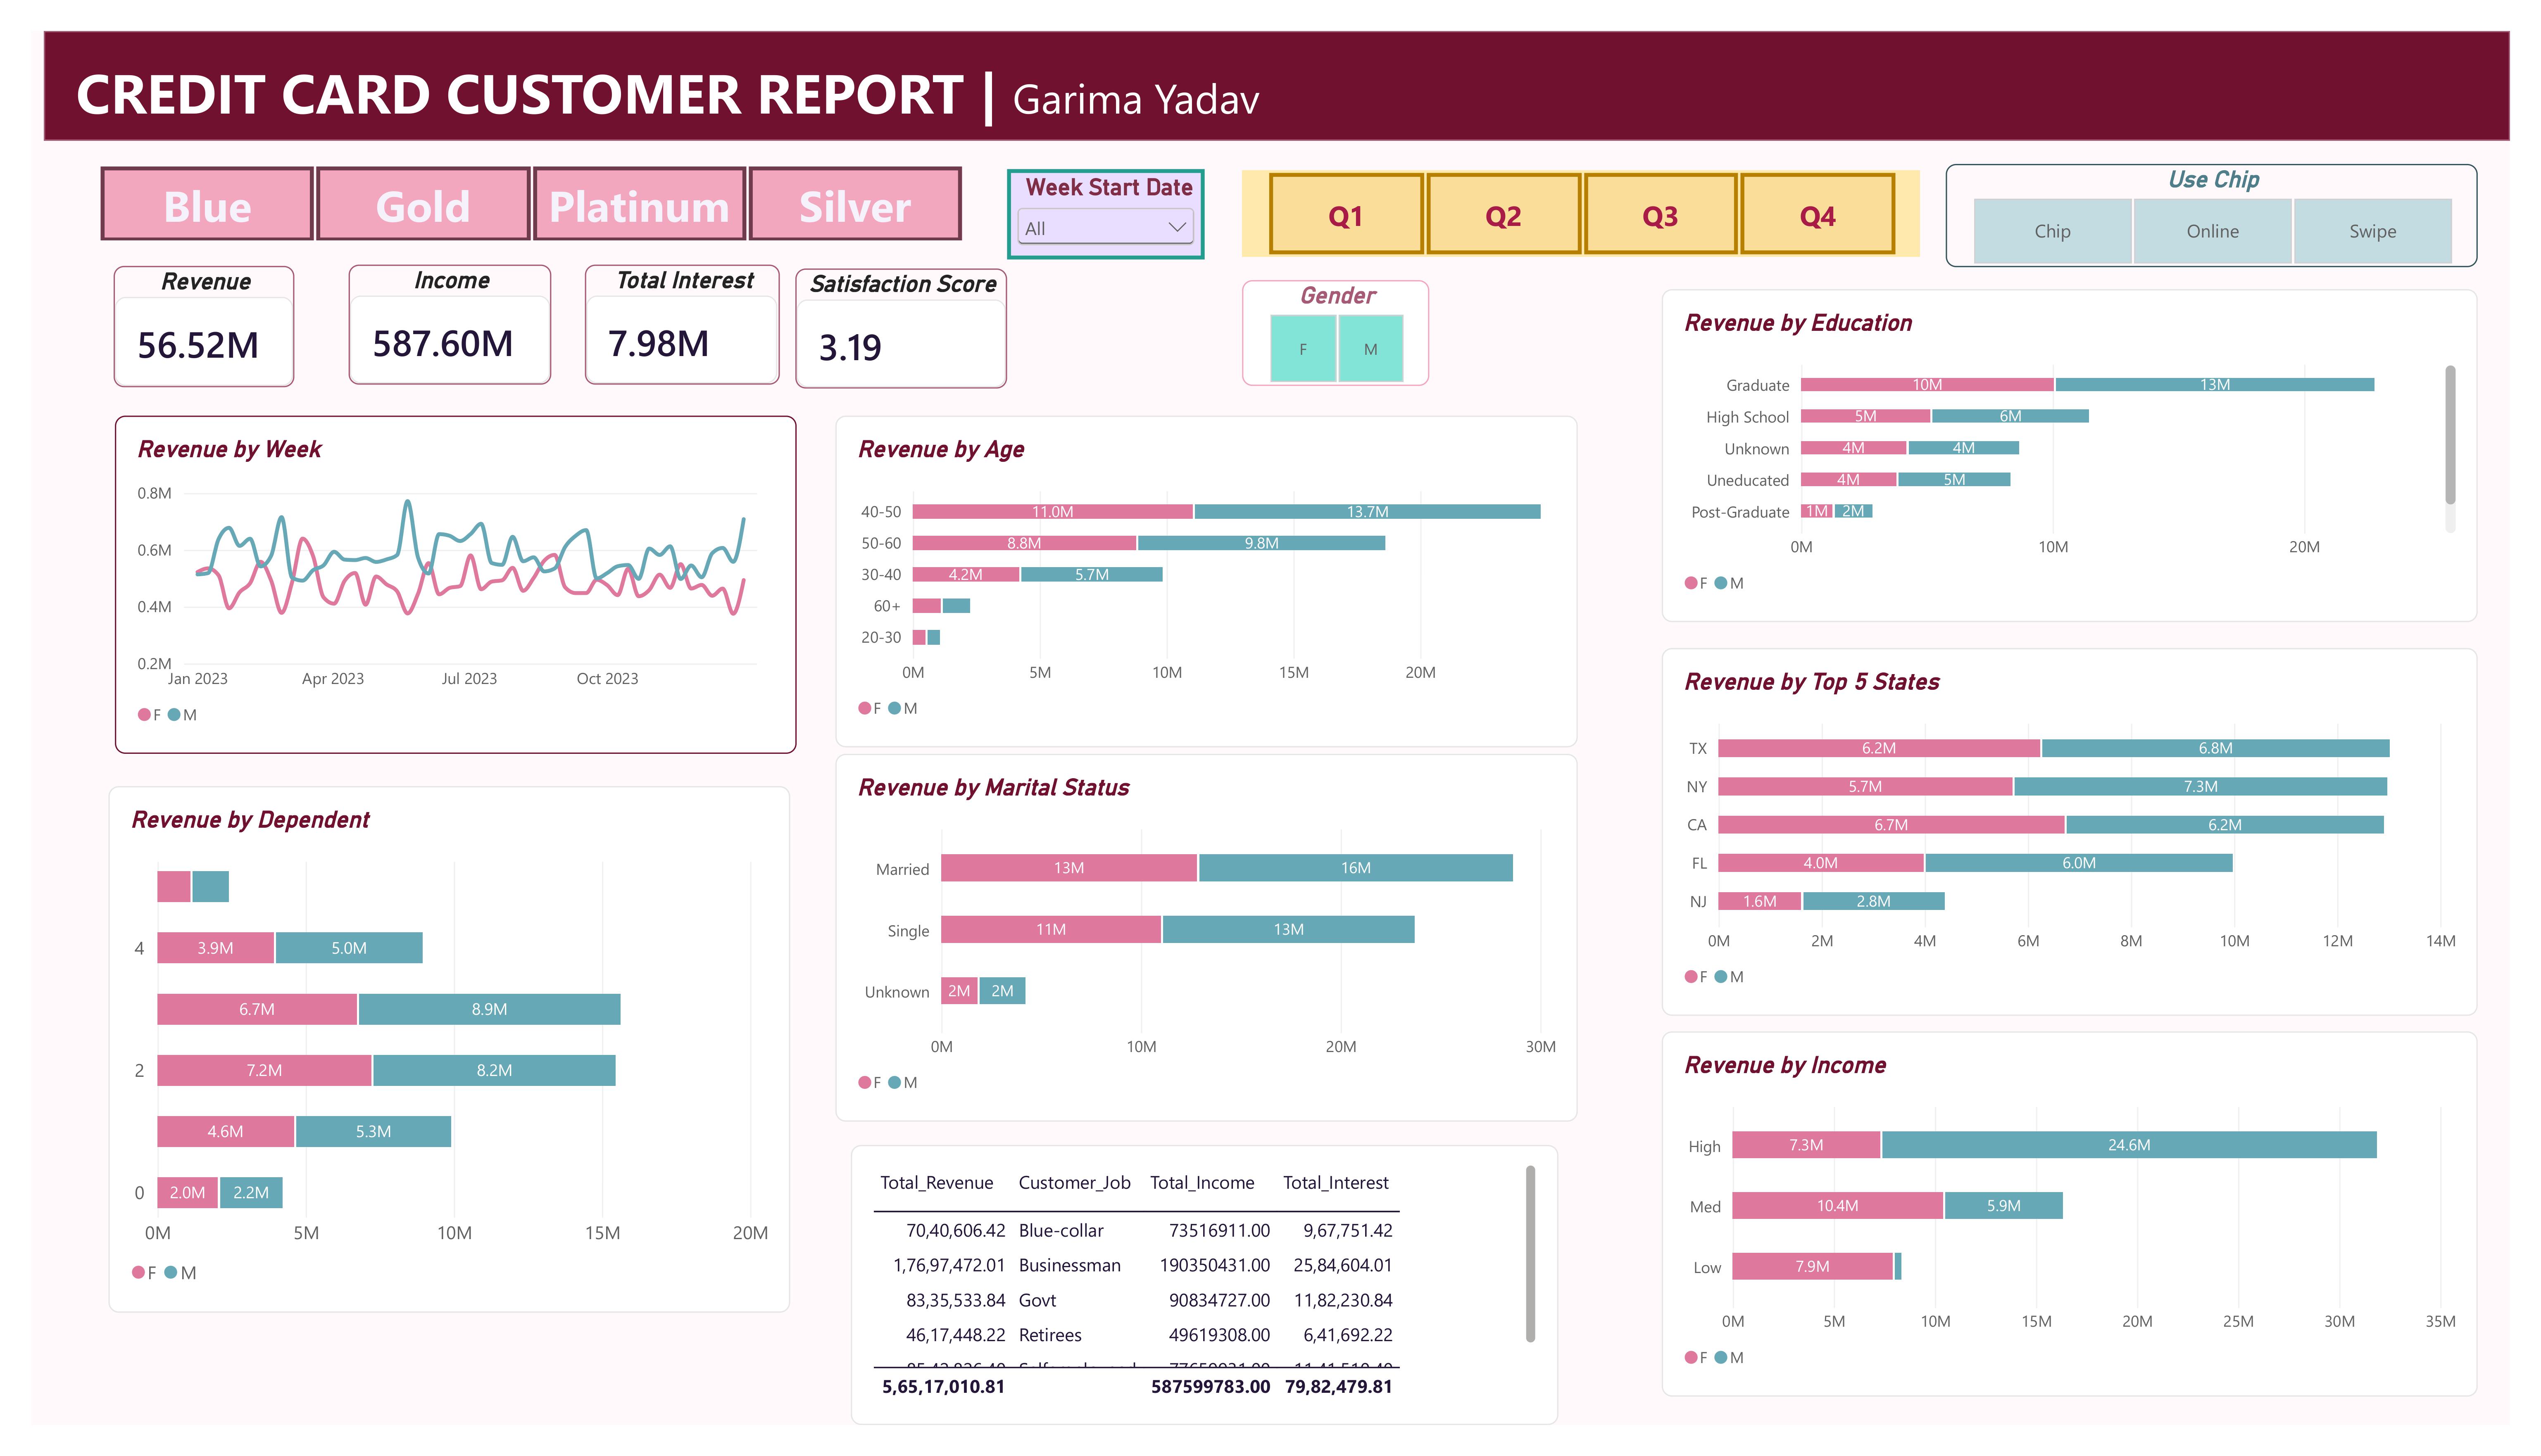 CREDIT CARD CUSTOMER REPORT | Garima Yadav
Blue
Gold
Platinum
Silver
Week Start Date
All
Q1
Q2
Q3
Q4
Use Chip
Chip
Online
Swipe
Revenue
56.52M
Income
587.60M
Total Interest
7.98M
Satisfaction Score
3.19
Gender
F
M
Revenue by Week
0.8M
0.6M
0.4M
0.2M
Jan 2023 Apr 2023 Jul 2023 Oct 2023
F M
Revenue by Age
40-50 11.0M 13.7M
50-60 8.8M 9.8M
30-40 4.2M 5.7M
60+
20-30
0M 5M 10M 15M 20M
F M
Revenue by Education
Graduate 10M 13M
High School 5M 6M
Unknown 4M 4M
Uneducated 4M 5M
Post-Graduate 1M 2M
0M 10M 20M
F M
Revenue by Dependent
4 3.9M 5.0M
6.7M 8.9M
2 7.2M 8.2M
4.6M 5.3M
0 2.0M 2.2M
0M 5M 10M 15M 20M
F M
Revenue by Marital Status
Married 13M 16M
Single 11M 13M
Unknown 2M 2M
0M 10M 20M 30M
F M
Revenue by Top 5 States
TX 6.2M 6.8M
NY 5.7M 7.3M
CA 6.7M 6.2M
FL 4.0M 6.0M
NJ 1.6M 2.8M
0M 2M 4M 6M 8M 10M 12M 14M
F M
Total_Revenue Customer_Job Total_Income Total_Interest
70,40,606.42 Blue-collar 73516911.00 9,67,751.42
1,76,97,472.01 Businessman 190350431.00 25,84,604.01
83,35,533.84 Govt 90834727.00 11,82,230.84
46,17,448.22 Retirees 49619308.00 6,41,692.22
5,65,17,010.81 587599783.00 79,82,479.81
Revenue by Income
High 7.3M 24.6M
Med 10.4M 5.9M
Low 7.9M
0M 5M 10M 15M 20M 25M 30M 35M
F M